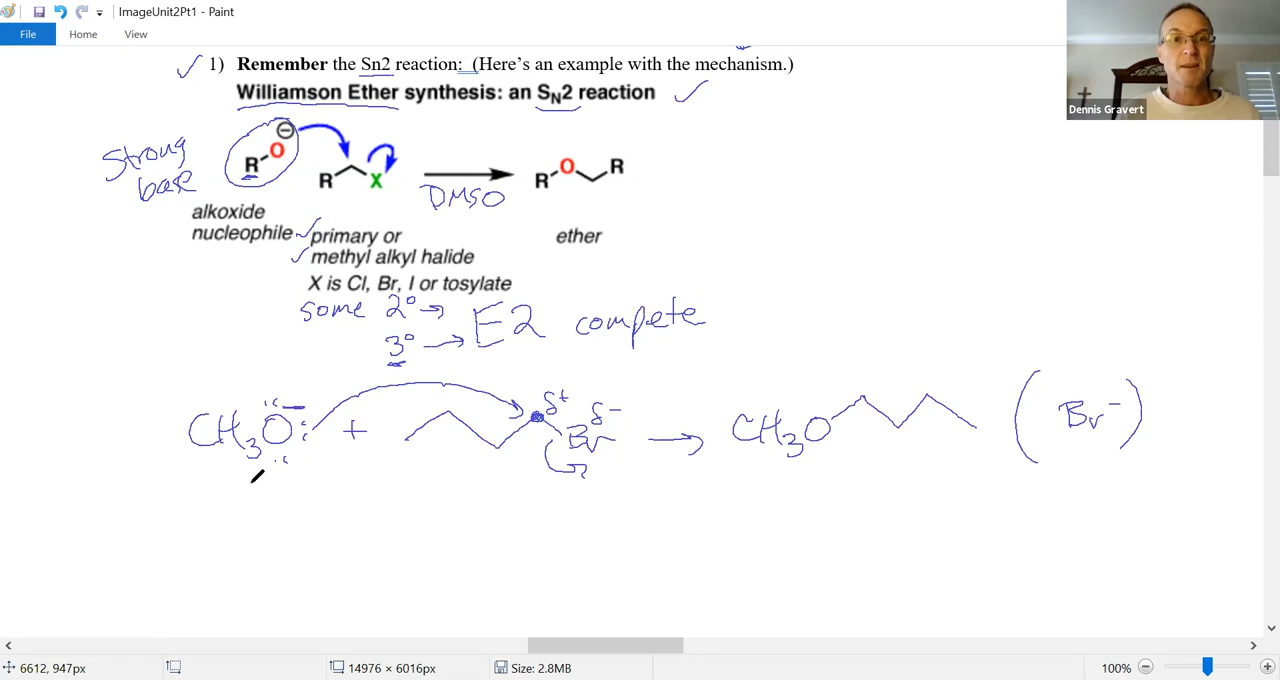 ImageUnit2Pt1 - Paint
File Home View
Dennis Gravert
1) Remember the Sn2 reaction: (Here’s an example with the mechanism.)
Williamson Ether synthesis: an SN2 reaction
Strong
base
R O ⊖
R X
DMSO
R O R
alkoxide
nucleophile
primary or
methyl alkyl halide
X is Cl, Br, I or tosylate
ether
some 2° →
3° → E2 compete
CH3O:⁻ + δ+ Br δ- → CH3O (Br⁻)
6612, 947px
14976 × 6016px
Size: 2.8MB
100%